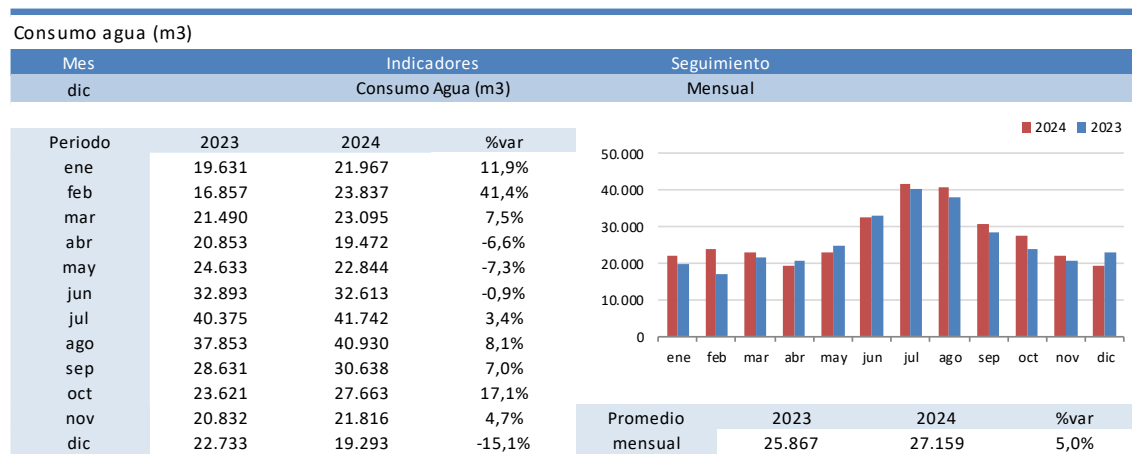 Consumo agua (m3)
Mes Indicadores Seguimiento
dic Consumo Agua (m3) Mensual
Periodo 2023 2024 %var
ene 19.631 21.967 11,9%
feb 16.857 23.837 41,4%
mar 21.490 23.095 7,5%
abr 20.853 19.472 -6,6%
may 24.633 22.844 -7,3%
jun 32.893 32.613 -0,9%
jul 40.375 41.742 3,4%
ago 37.853 40.930 8,1%
sep 28.631 30.638 7,0%
oct 23.621 27.663 17,1%
nov 20.832 21.816 4,7%
dic 22.733 19.293 -15,1%
2024 2023
50.000
40.000
30.000
20.000
10.000
0
ene feb mar abr may jun jul ago sep oct nov dic
Promedio 2023 2024 %var
mensual 25.867 27.159 5,0%